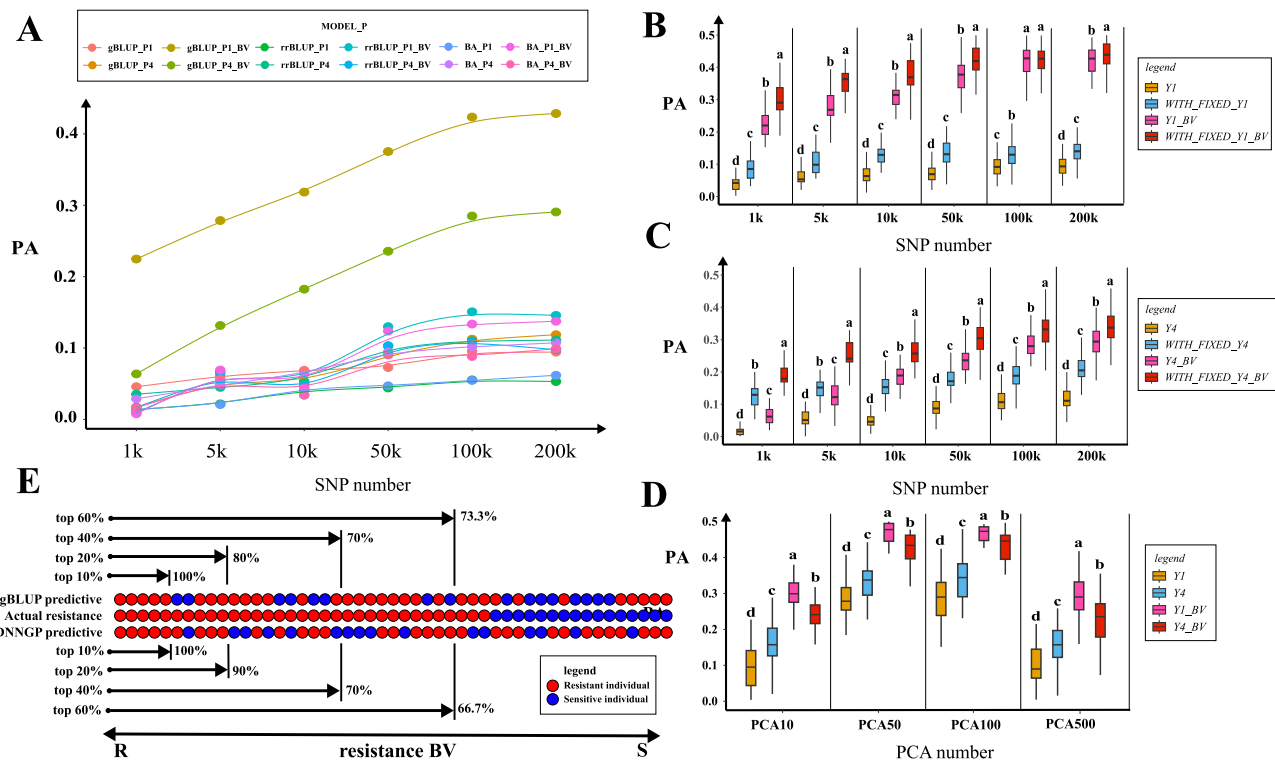 A
MODEL_P
gBLUP_P1 gBLUP_P1_BV rrBLUP_P1 rrBLUP_P1_BV BA_P1 BA_P1_BV
gBLUP_P4 gBLUP_P4_BV rrBLUP_P4 rrBLUP_P4_BV BA_P4 BA_P4_BV
PA
0.4
0.3
0.2
0.1
0.0
1k 5k 10k 50k 100k 200k
SNP number
B
PA
0.5
0.4
0.3
0.2
0.1
0.0
d c b a
d c b a
d c b a
d c b a
c b a a
d c b a
1k 5k 10k 50k 100k 200k
SNP number
legend
Y1
WITH_FIXED_Y1
Y1_BV
WITH_FIXED_Y1_BV
C
PA
0.5
0.4
0.3
0.2
0.1
0.0
d b c a
d b c a
d c b a
d c b a
d c b a
d c b a
1k 5k 10k 50k 100k 200k
SNP number
legend
Y4
WITH_FIXED_Y4
Y4_BV
WITH_FIXED_Y4_BV
D
PA
0.5
0.4
0.3
0.2
0.1
0.0
d c a b
d c a b
d c a b
d c a b
PCA10 PCA50 PCA100 PCA500
PCA number
legend
Y1
Y4
Y1_BV
Y4_BV
E
top 60% 73.3%
top 40% 70%
top 20% 80%
top 10% 100%
gBLUP predictive
Actual resistance
DNNGP predictive
top 10% 100%
top 20% 90%
top 40% 70%
top 60% 66.7%
legend
Resistant individual
Sensitive individual
R resistance BV S